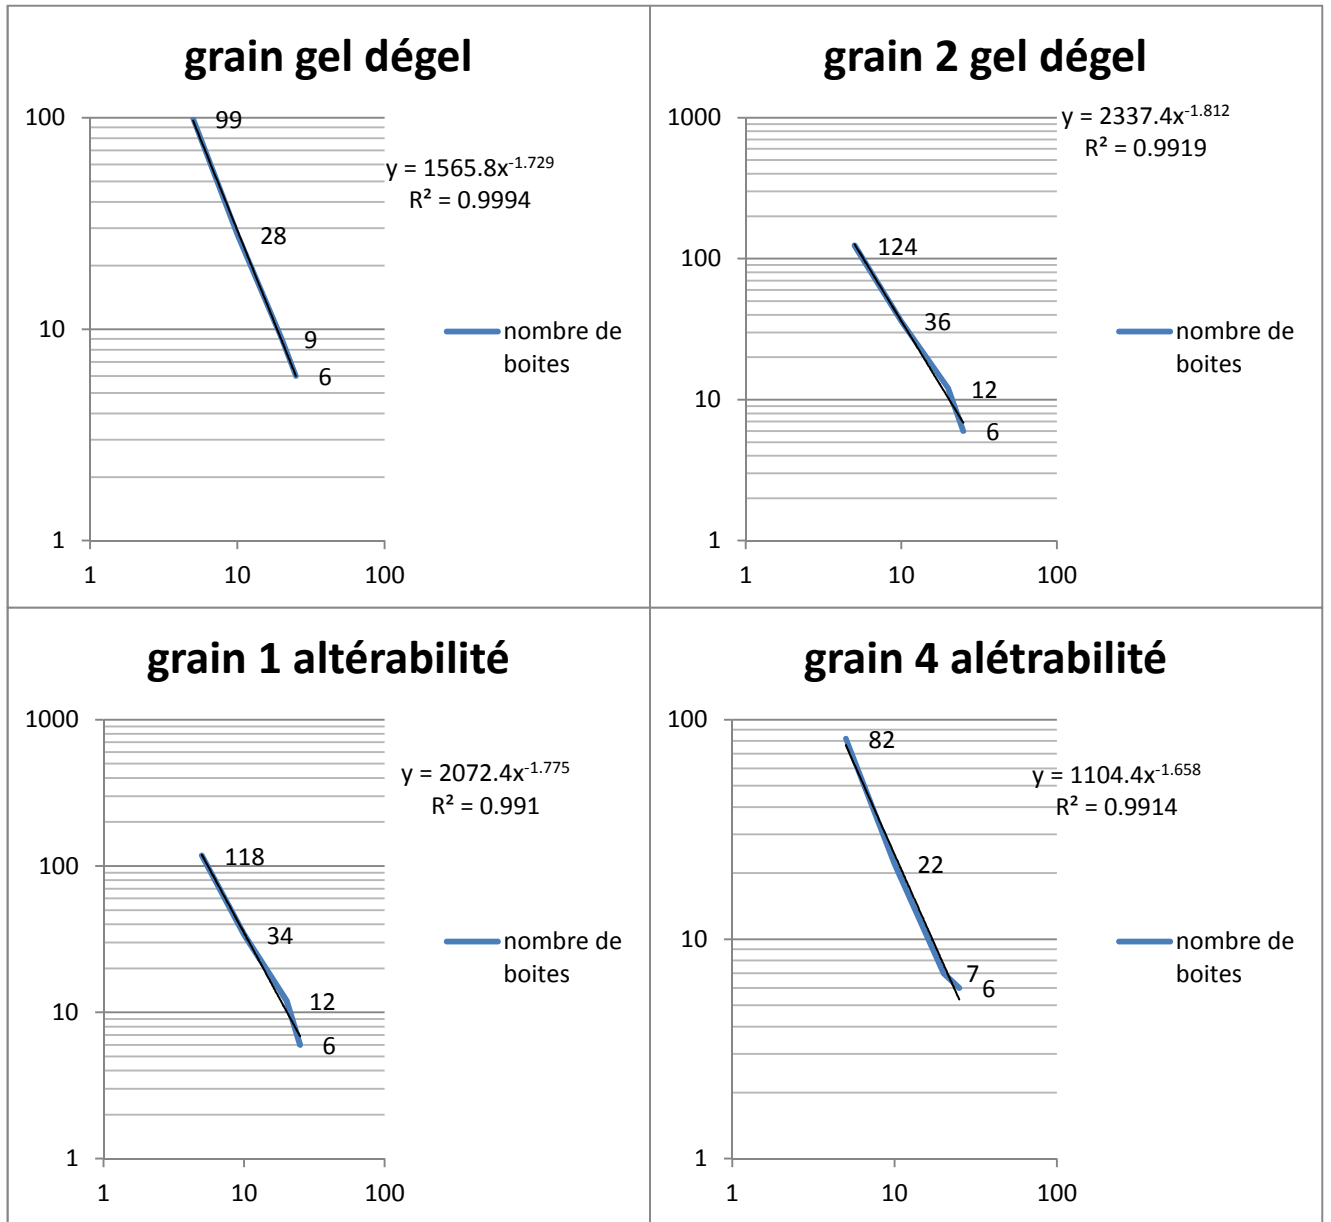 grain gel dégel
100
99
y = 1565.8x^-1.729
R² = 0.9994
28
10
9
6
nombre de
boites
1
1 10 100
grain 2 gel dégel
1000
y = 2337.4x^-1.812
R² = 0.9919
100
124
36
nombre de
boites
10
12
6
1
1 10 100
grain 1 altérabilité
1000
y = 2072.4x^-1.775
R² = 0.991
100
118
34
nombre de
boites
10
12
6
1
1 10 100
grain 4 alétrabilité
100
82
y = 1104.4x^-1.658
R² = 0.9914
22
10
7
6
nombre de
boites
1
1 10 100